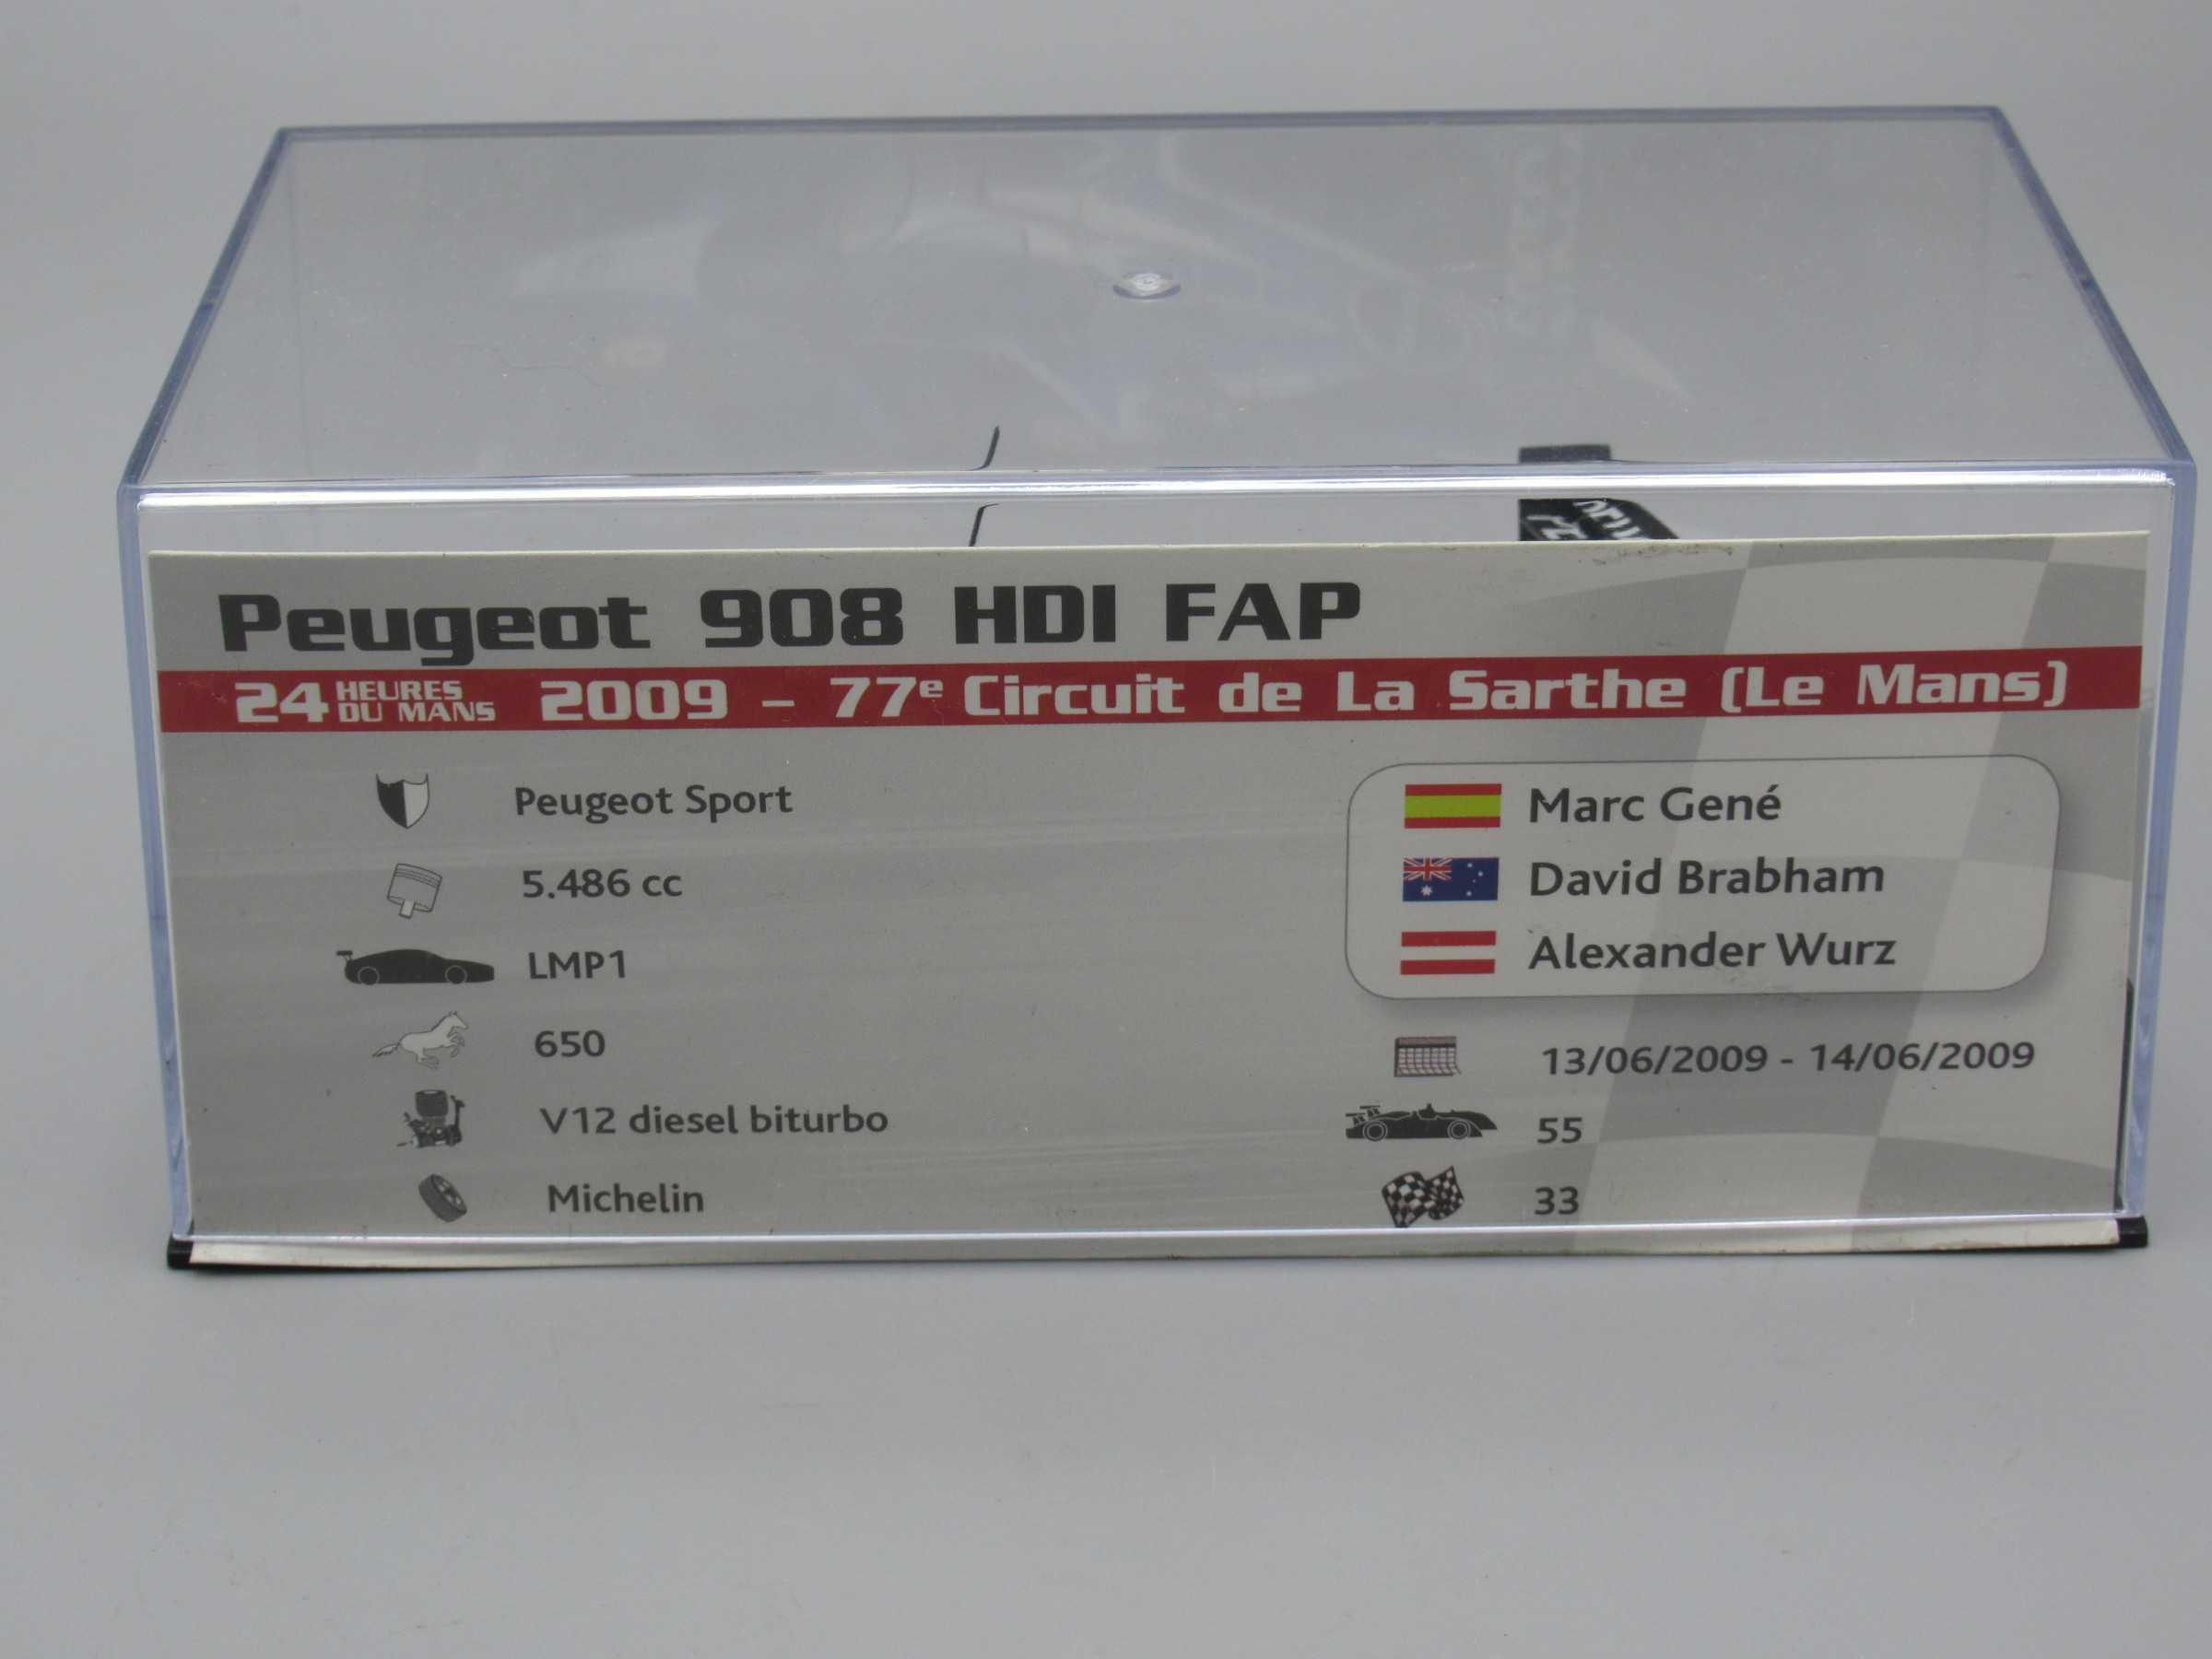 Peugeot 908 HDI FAP
24 HEURES DU MANS 2009 – 77e Circuit de La Sarthe (Le Mans)
Peugeot Sport
5.486 cc
LMP1
650
V12 diesel biturbo
Michelin
Marc Gené
David Brabham
Alexander Wurz
13/06/2009 - 14/06/2009
55
33